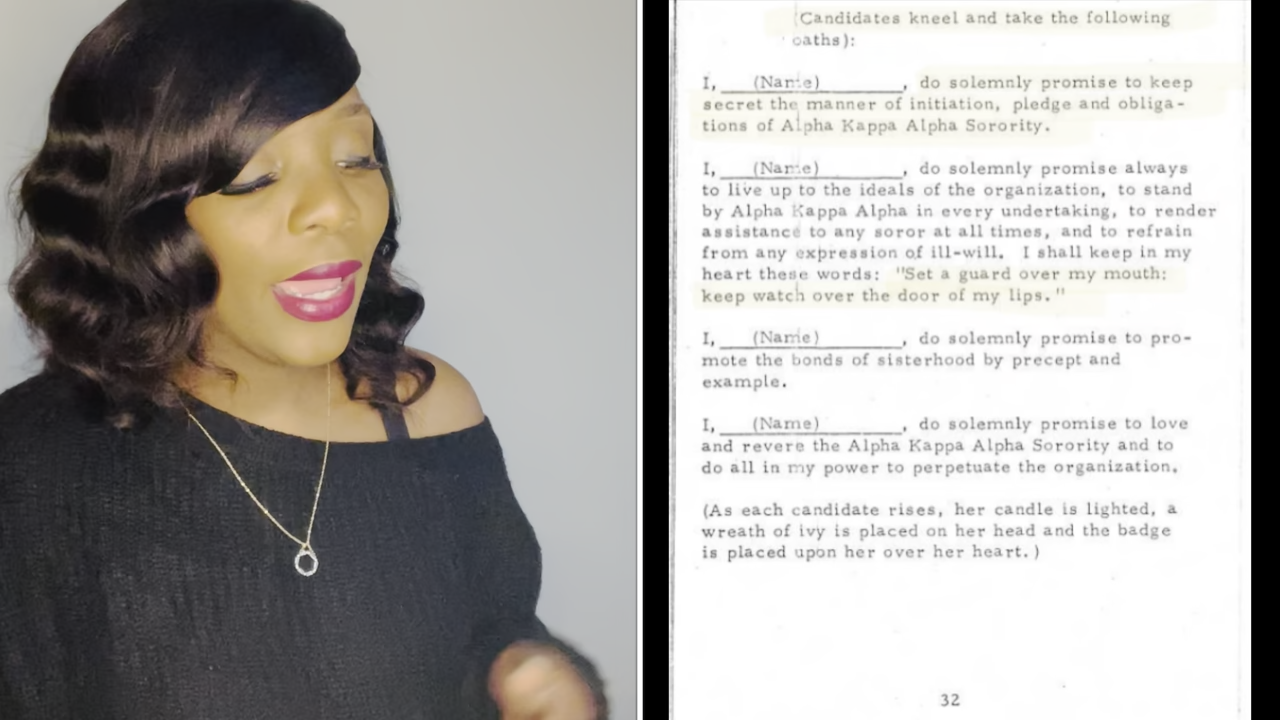 (Candidates kneel and take the following
oaths):
I, (Name), do solemnly promise to keep
secret the manner of initiation, pledge and obliga-
tions of Alpha Kappa Alpha Sorority.
I, (Name), do solemnly promise always
to live up to the ideals of the organization, to stand
by Alpha Kappa Alpha in every undertaking, to render
assistance to any soror at all times, and to refrain
from any expression of ill-will. I shall keep in my
heart these words: "Set a guard over my mouth;
keep watch over the door of my lips."
I, (Name), do solemnly promise to pro-
mote the bonds of sisterhood by precept and
example.
I, (Name), do solemnly promise to love
and revere the Alpha Kappa Alpha Sorority and to
do all in my power to perpetuate the organization.
(As each candidate rises, her candle is lighted, a
wreath of ivy is placed on her head and the badge
is placed upon her over her heart.)
32